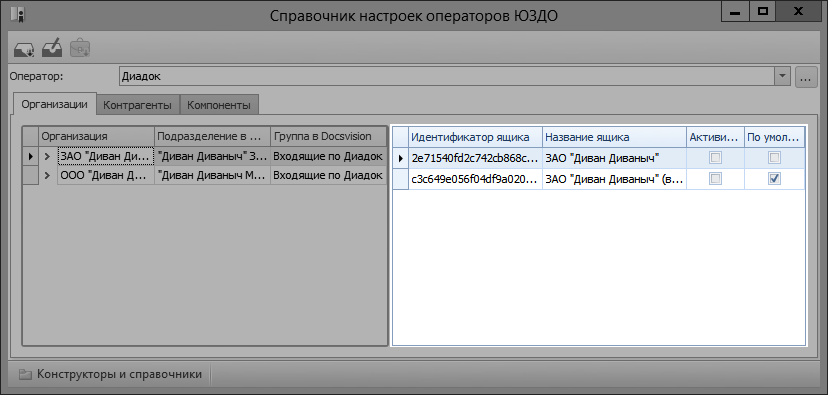 Справочник настроек операторов ЮЗДО
Оператор: Диадок
Организации Контрагенты Компоненты
Организация Подразделение в ... Группа в Docsvision
ЗАО "Диван Ди... "Диван Диваныч" З... Входящие по Диадок
ООО "Диван Д... "Диван Диваныч М... Входящие по Диадок
Идентификатор ящика Название ящика Активи... По умол...
2e71540fd2c742cb868c... ЗАО "Диван Диваныч"
c3c649e056f04df9a020... ЗАО "Диван Диваныч" (в...
Конструкторы и справочники